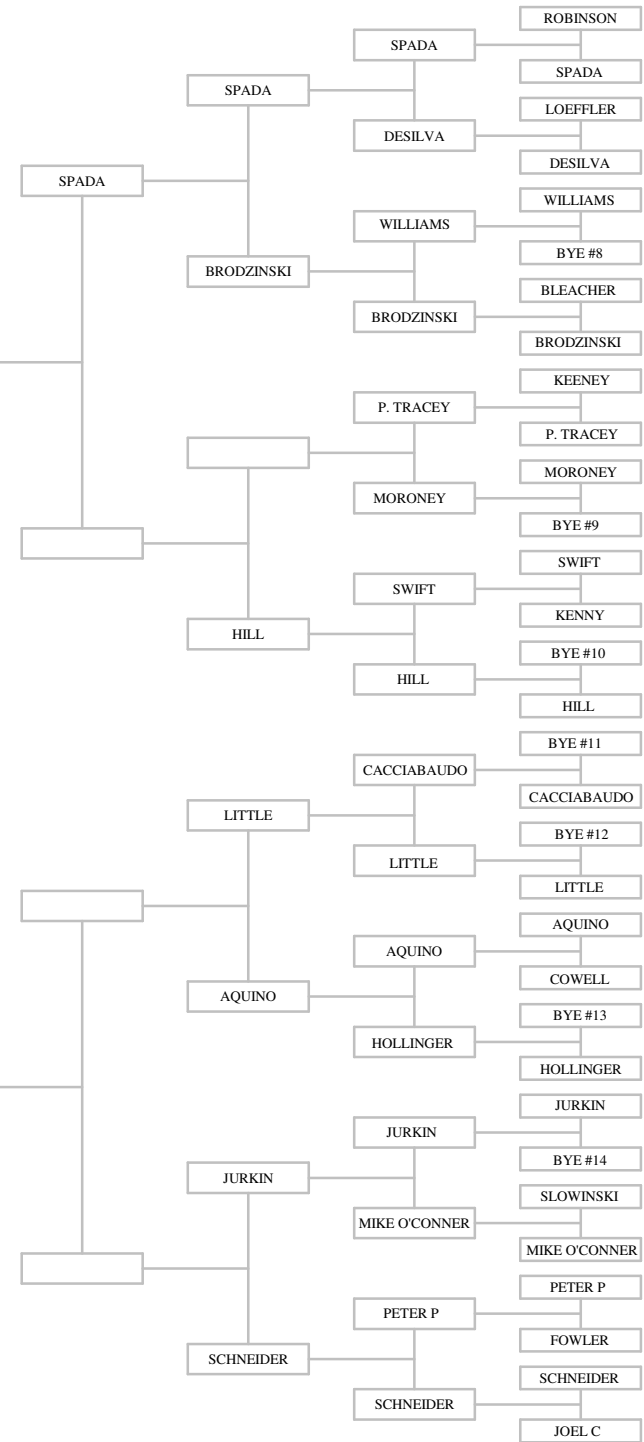 ROBINSON
SPADA
SPADA
SPADA
LOEFFLER
DESILVA
DESILVA
SPADA
WILLIAMS
WILLIAMS
BYE #8
BRODZINSKI
BLEACHER
BRODZINSKI
BRODZINSKI
KEENEY
P. TRACEY
P. TRACEY
MORONEY
MORONEY
BYE #9
SWIFT
SWIFT
KENNY
HILL
BYE #10
HILL
HILL
BYE #11
CACCIABAUDO
CACCIABAUDO
LITTLE
BYE #12
LITTLE
LITTLE
AQUINO
AQUINO
COWELL
AQUINO
BYE #13
HOLLINGER
HOLLINGER
JURKIN
JURKIN
BYE #14
JURKIN
SLOWINSKI
MIKE O'CONNER
MIKE O'CONNER
PETER P
PETER P
FOWLER
SCHNEIDER
SCHNEIDER
SCHNEIDER
JOEL C